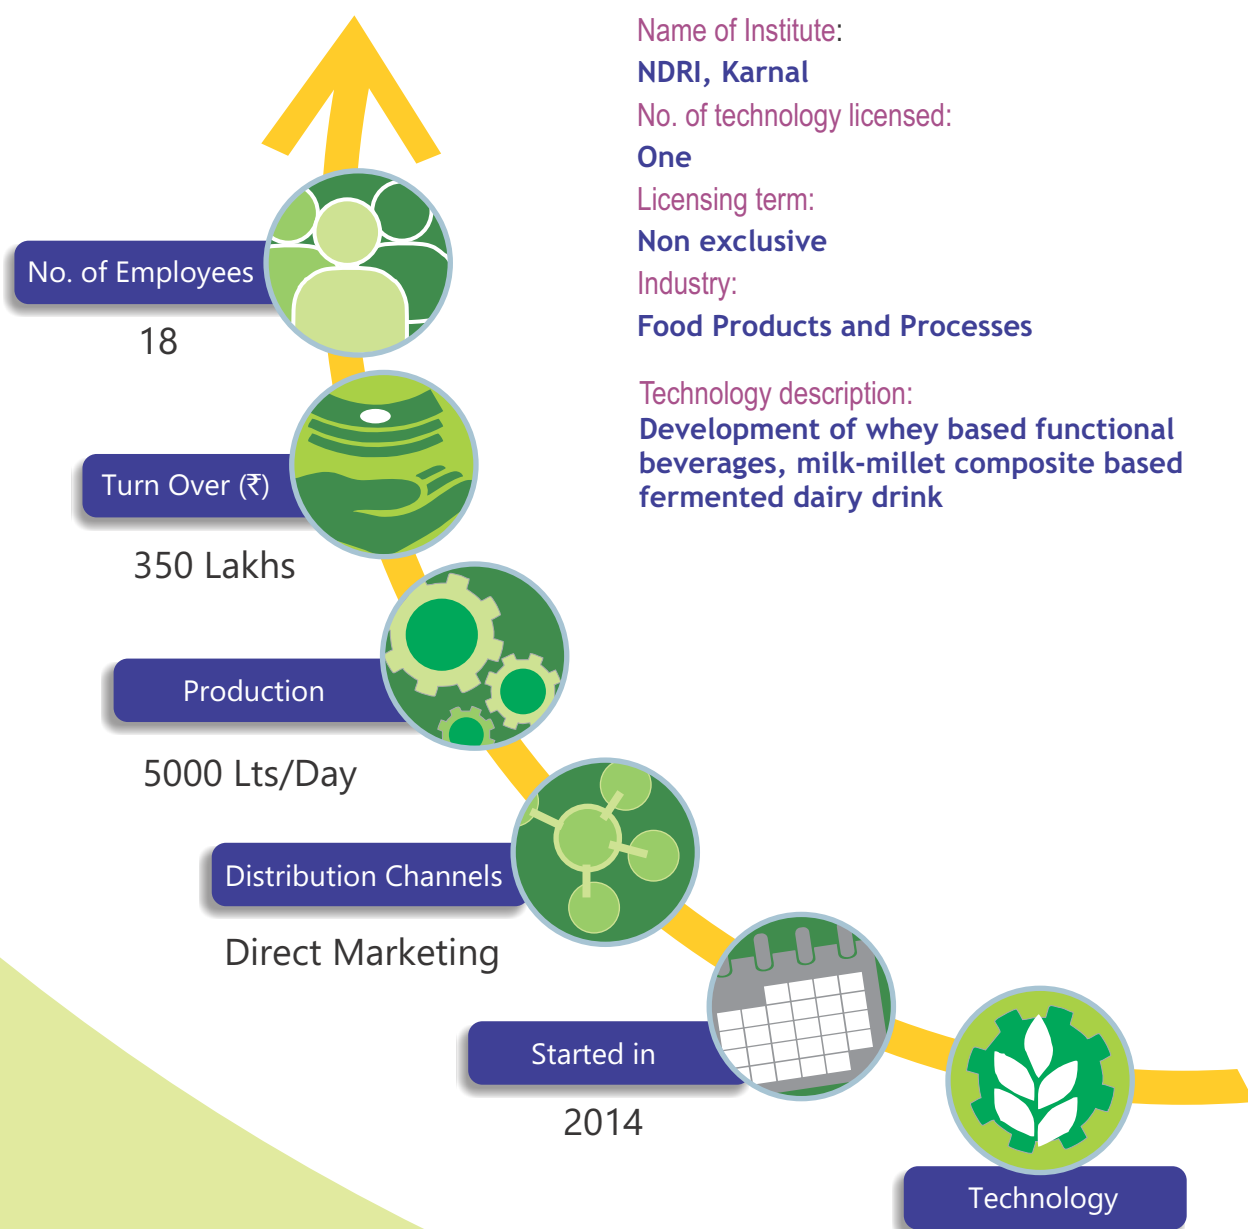 Name of Institute:
NDRI, Karnal
No. of technology licensed:
One
Licensing term:
Non exclusive
Industry:
Food Products and Processes
Technology description:
Development of whey based functional
beverages, milk-millet composite based
fermented dairy drink
No. of Employees
18
Turn Over (₹)
350 Lakhs
Production
5000 Lts/Day
Distribution Channels
Direct Marketing
Started in
2014
Technology